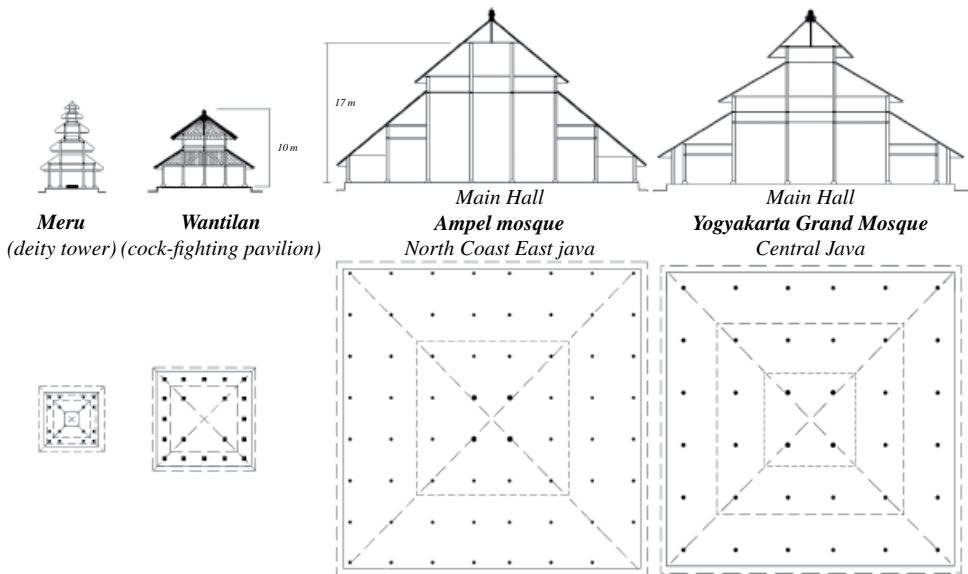 17 m
10 m
Meru
(deity tower)
Wantilan
(cock-fighting pavilion)
Main Hall
Ampel mosque
North Coast East java
Main Hall
Yogyakarta Grand Mosque
Central Java